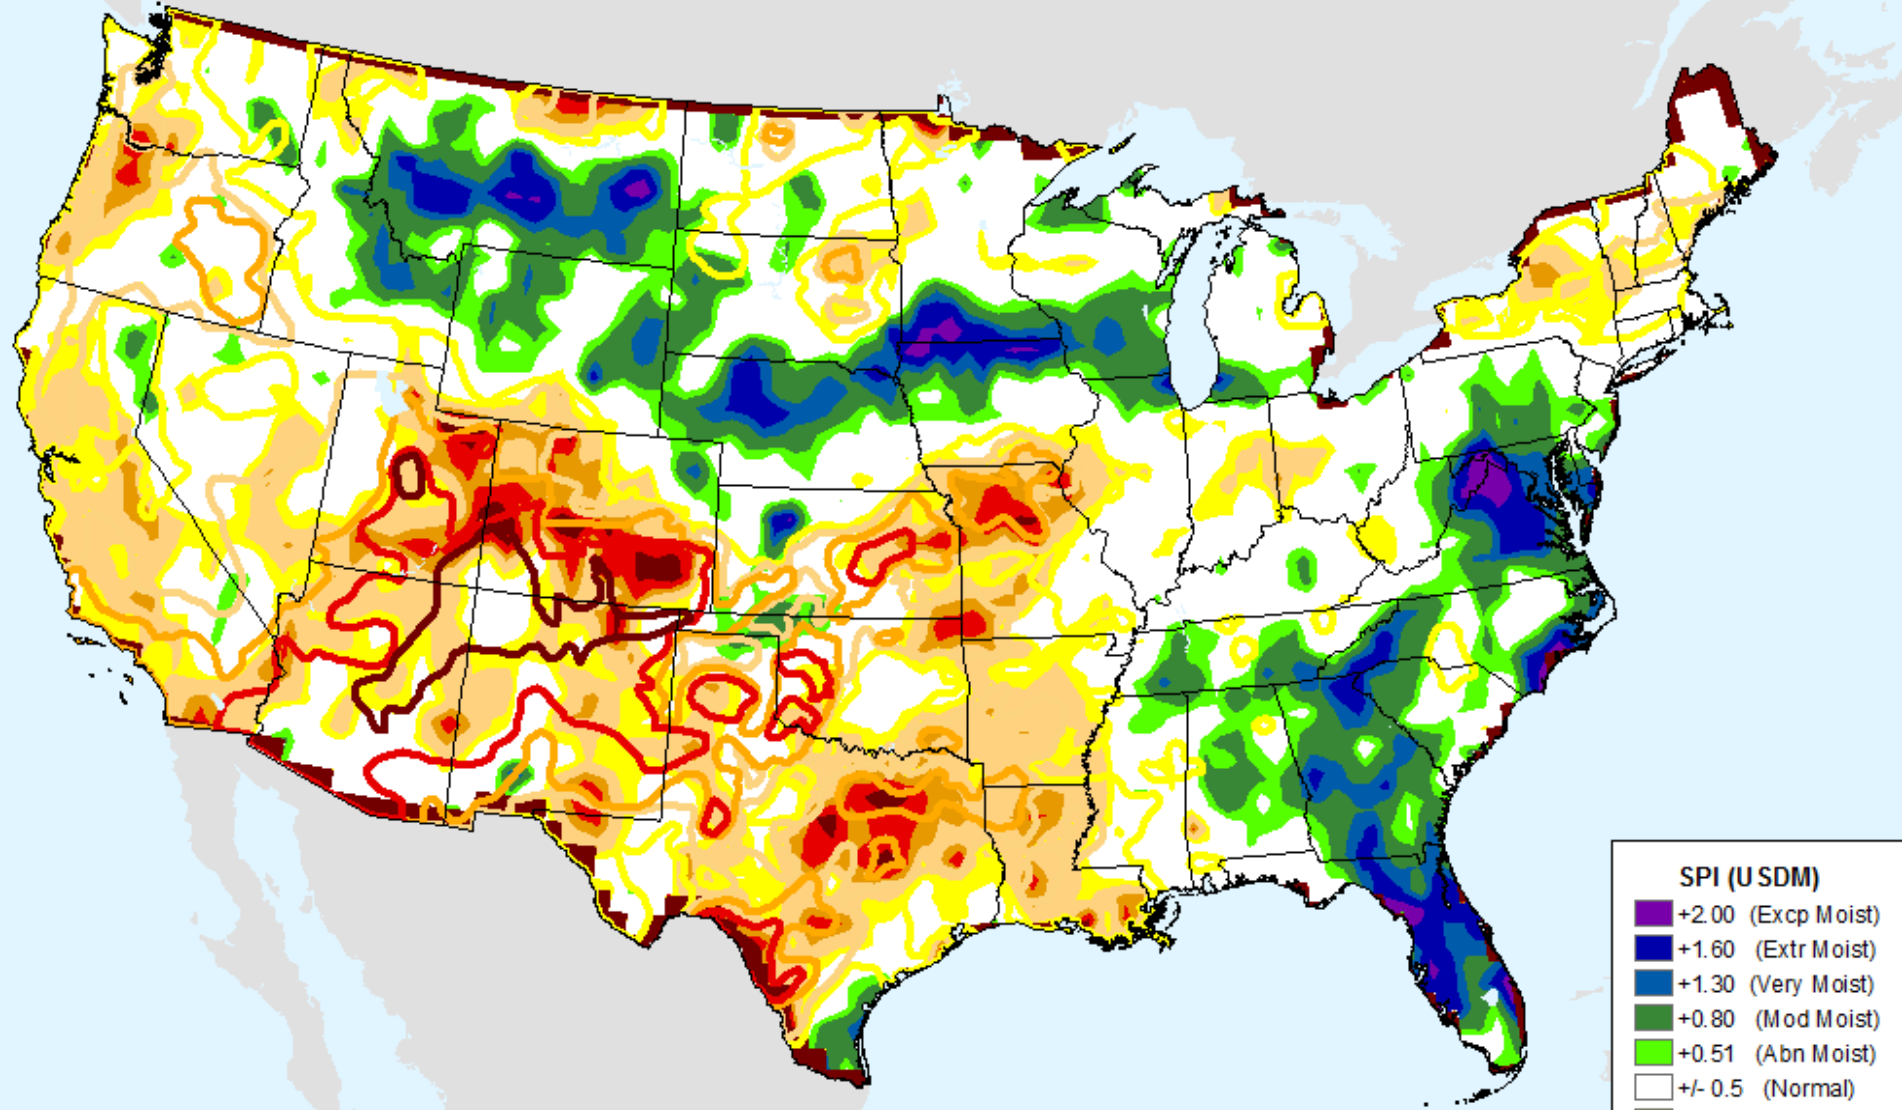 SPI (USDM)
+2.00 (Excp Moist)
+1.60 (Extr Moist)
+1.30 (Very Moist)
+0.80 (Mod Moist)
+0.51 (Abn Moist)
+/- 0.5 (Normal)